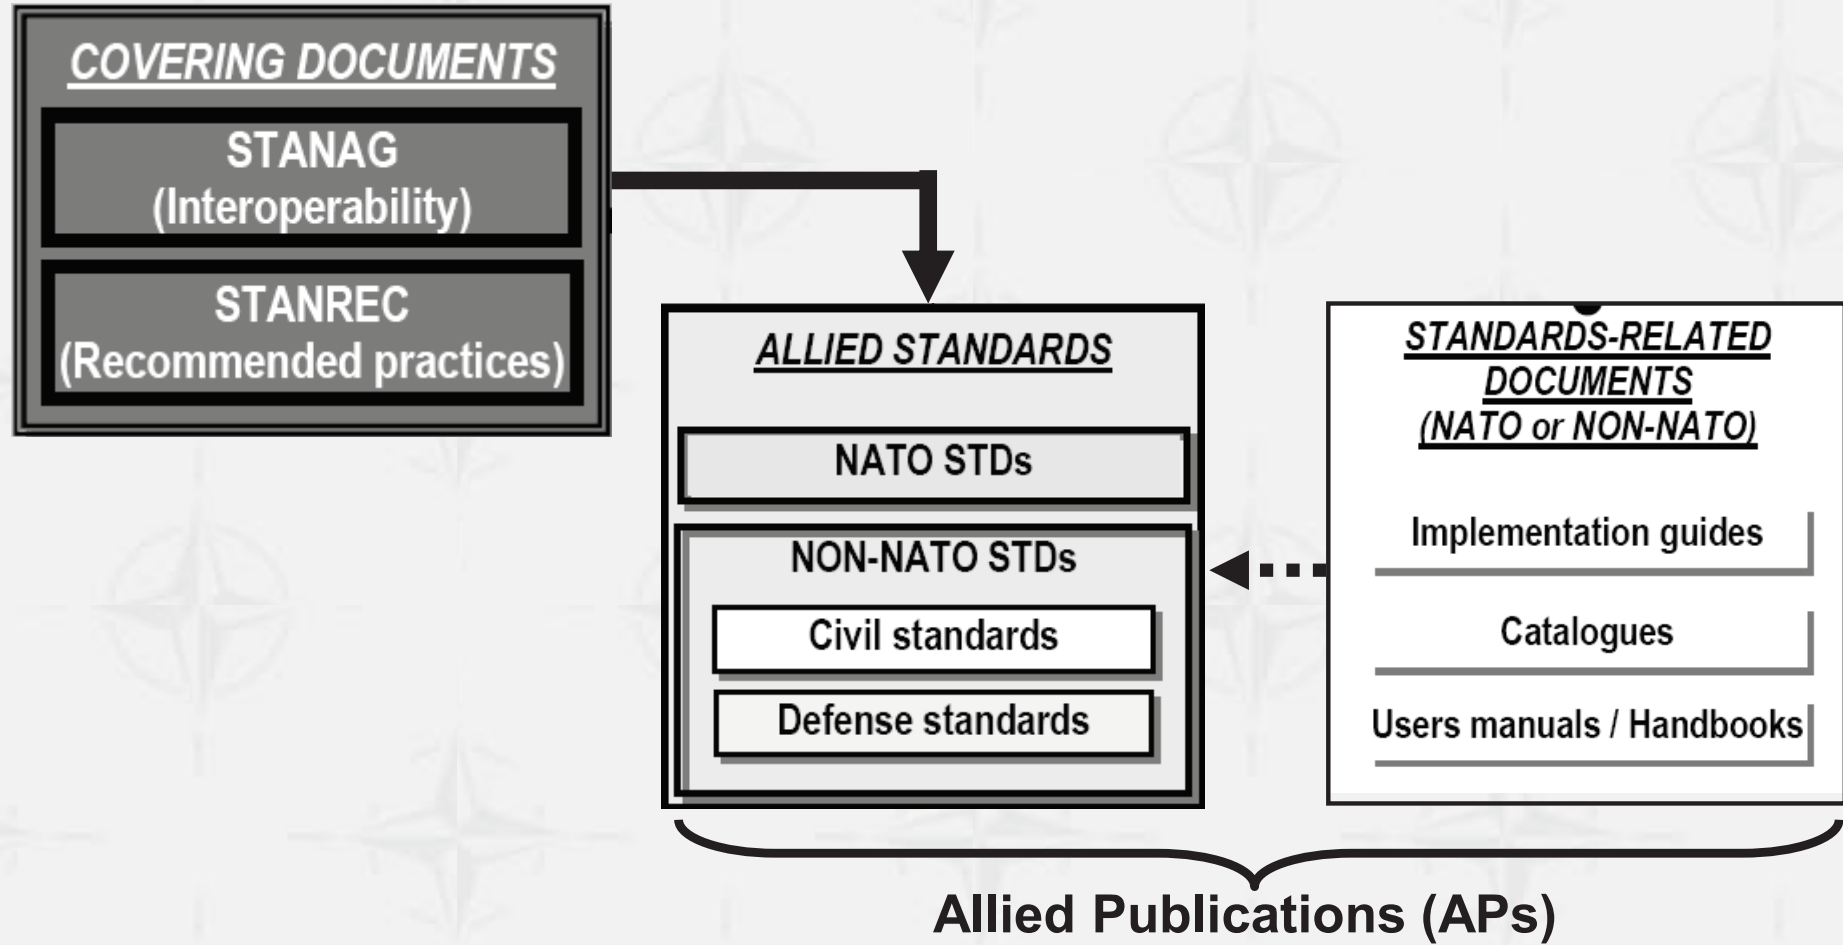 COVERING DOCUMENTS
STANAG
(Interoperability)
STANREC
(Recommended practices)
ALLIED STANDARDS
NATO STDs
NON-NATO STDs
Civil standards
Defense standards
STANDARDS-RELATED
DOCUMENTS
(NATO or NON-NATO)
Implementation guides
Catalogues
Users manuals / Handbooks
Allied Publications (APs)